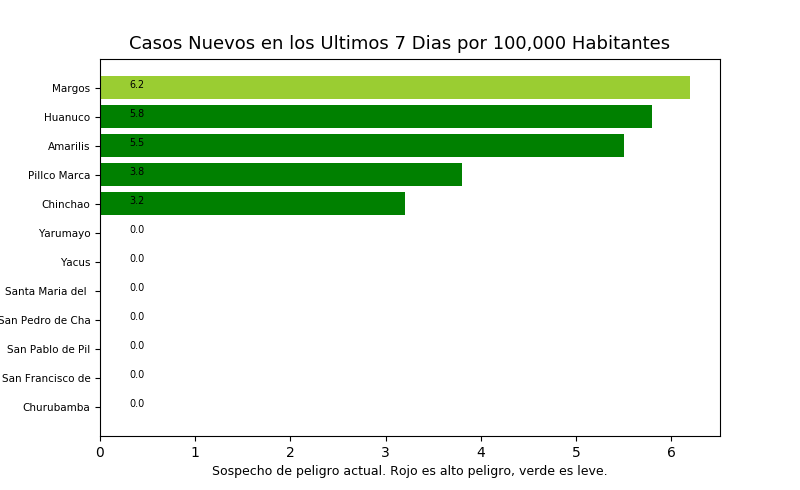 Casos Nuevos en los Ultimos 7 Dias por 100,000 Habitantes
Margos 6.2
Huanuco 5.8
Amarilis 5.5
Pillco Marca 3.8
Chinchao 3.2
Yarumayo 0.0
Yacus 0.0
Santa Maria del 0.0
San Pedro de Cha 0.0
San Pablo de Pil 0.0
San Francisco de 0.0
Churubamba 0.0
0 1 2 3 4 5 6
Sospecho de peligro actual. Rojo es alto peligro, verde es leve.